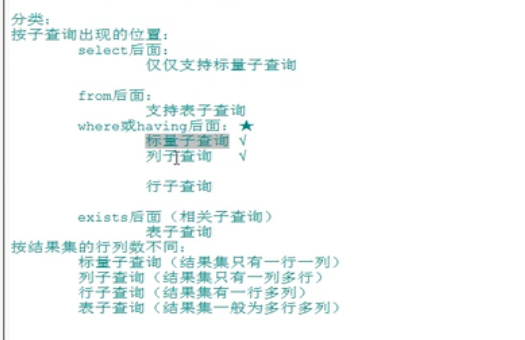 分类：
按子查询出现的位置：
select后面：
仅仅支持标量子查询
from后面：
支持表子查询
where或having后面：★
标量子查询 √
列子查询 √
行子查询
exists后面（相关子查询）
表子查询
按结果集的行列数不同：
标量子查询（结果集只有一行一列）
列子查询（结果集只有一列多行）
行子查询（结果集有一行多列）
表子查询（结果集一般为多行多列）